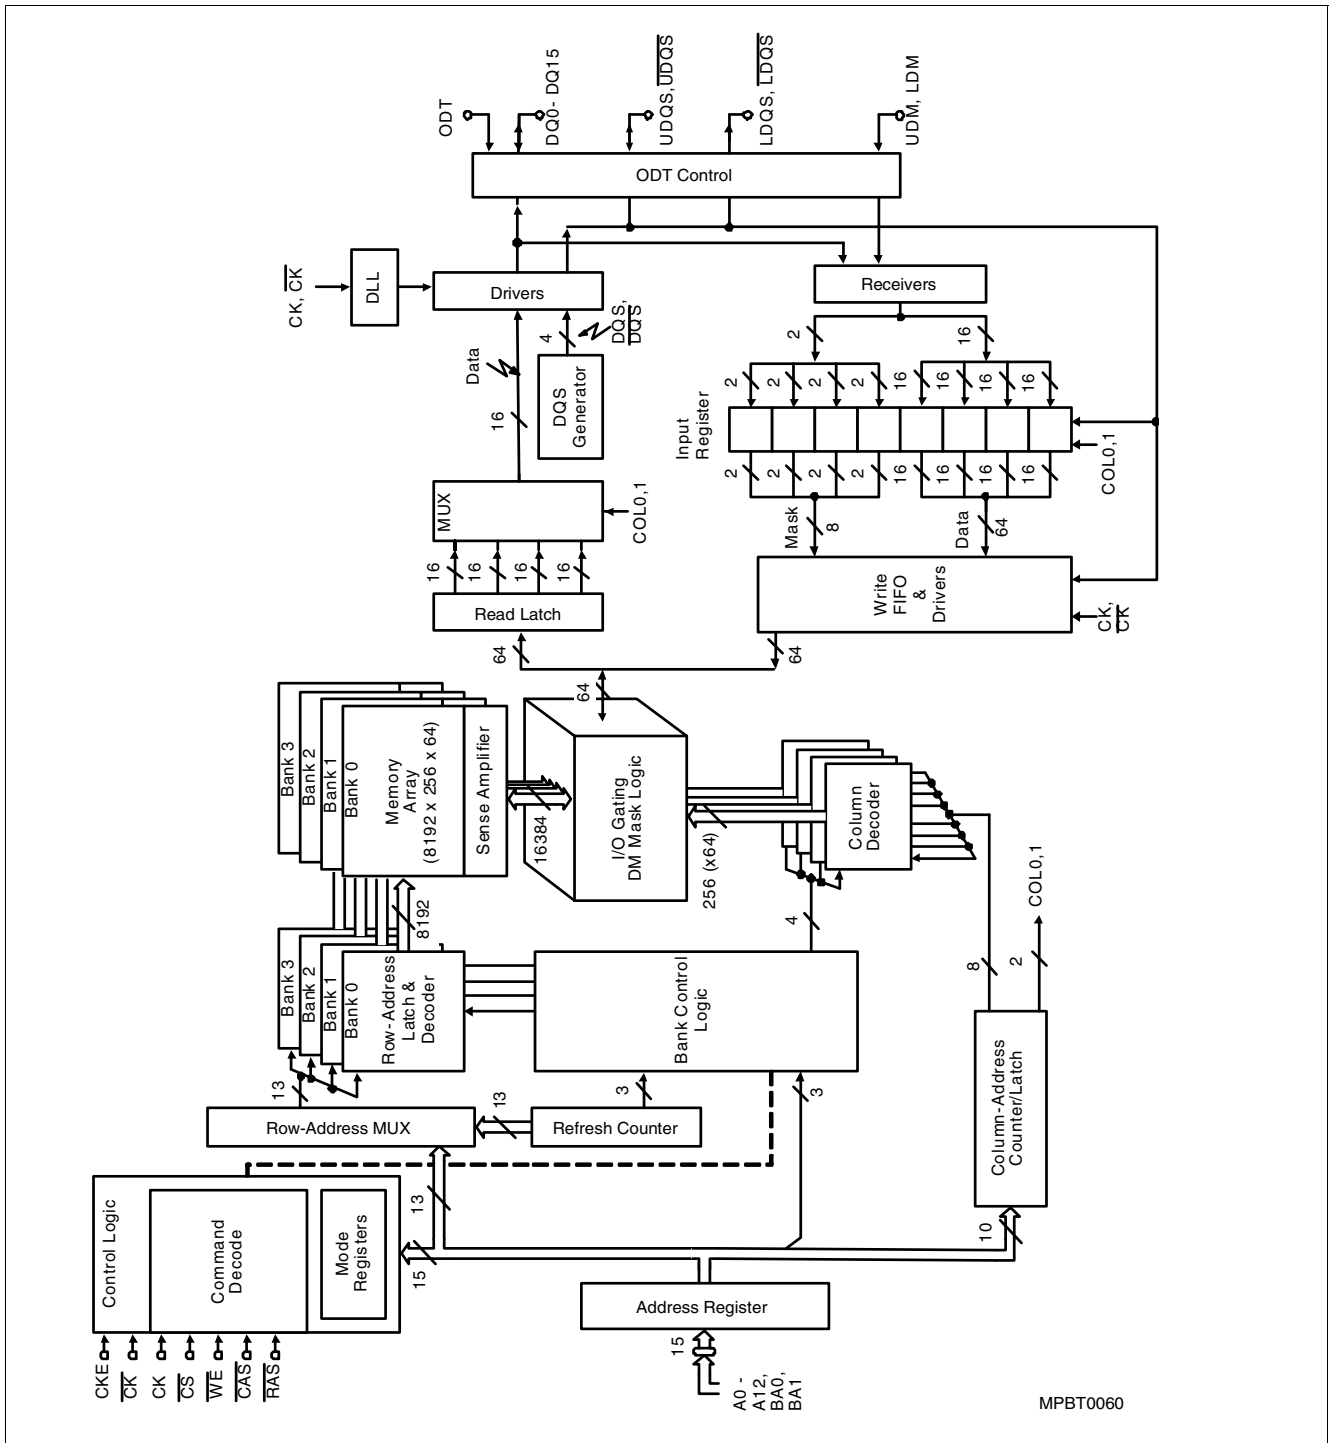 ODT
DQ0- DQ15
UDQS,UDQS
LDQS, LDQS
UDM, LDM
ODT Control
CK, CK
DLL
Drivers
Receivers
4
DQS,
DQS
2
16
Data
DQS
Generator
16
2
2
2
2
16
16
16
16
Input
Register
2
2
2
2
16
16
16
16
COL0,1
MUX
COL0,1
Mask
8
Data
64
16
16
16
16
Read Latch
Write
FIFO
&
Drivers
CK,
CK
64
64
64
Bank 3
Bank 2
Bank 1
Bank 0
Memory
Array
(8192 x 256 x 64)
Sense Amplifier
16384
I/O Gating
DM Mask Logic
256 (x64)
Column
Decoder
8192
4
Bank 3
Bank 2
Bank 1
Bank 0
Row-Address
Latch &
Decoder
Bank Control
Logic
8
2
COL0,1
13
13
3
3
Row-Address MUX
Refresh Counter
Column-Address
Counter/Latch
Control Logic
Command
Decode
Mode
Registers
13
15
10
Address Register
CKE
CK
CK
CS
WE
CAS
RAS
15
A0 -
A12,
BA0,
BA1
MPBT0060